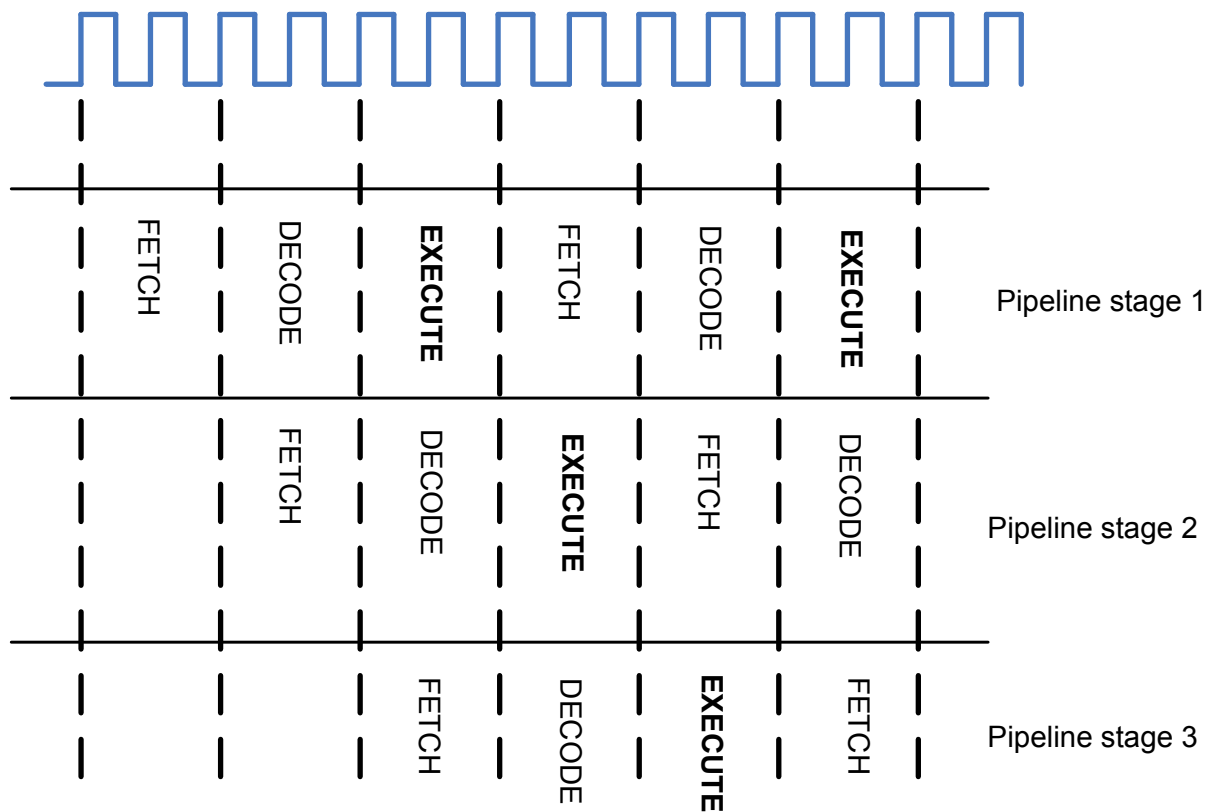 FETCH
DECODE
EXECUTE
FETCH
DECODE
EXECUTE
Pipeline stage 1
FETCH
DECODE
EXECUTE
FETCH
DECODE
Pipeline stage 2
FETCH
DECODE
EXECUTE
FETCH
Pipeline stage 3